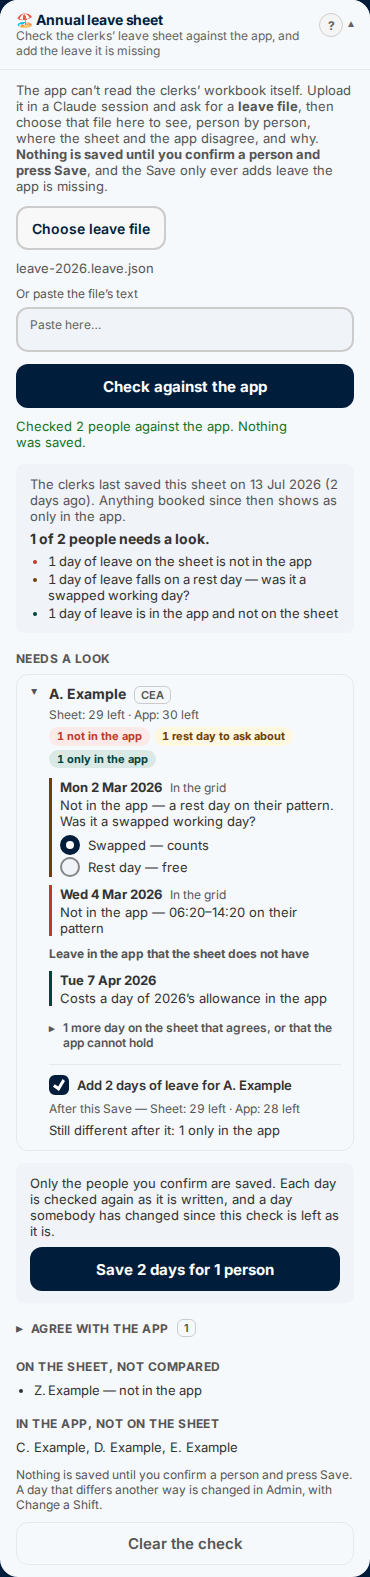 🏖️ Annual leave sheet
Check the clerks’ leave sheet against the app, and
add the leave it is missing
?
▲
The app can’t read the clerks’ workbook itself. Upload
it in a Claude session and ask for a leave file, then
choose that file here to see, person by person,
where the sheet and the app disagree, and why.
Nothing is saved until you confirm a person and
press Save, and the Save only ever adds leave the
app is missing.
Choose leave file
leave-2026.leave.json
Or paste the file’s text
Paste here…
Check against the app
Checked 2 people against the app. Nothing
was saved.
The clerks last saved this sheet on 13 Jul 2026 (2
days ago). Anything booked since then shows as
only in the app.
1 of 2 people needs a look.
• 1 day of leave on the sheet is not in the app
• 1 day of leave falls on a rest day — was it a
swapped working day?
• 1 day of leave is in the app and not on the sheet
NEEDS A LOOK
▼ A. Example CEA
Sheet: 29 left · App: 30 left
1 not in the app 1 rest day to ask about
1 only in the app
Mon 2 Mar 2026 In the grid
Not in the app — a rest day on their pattern.
Was it a swapped working day?
Swapped — counts
Rest day — free
Wed 4 Mar 2026 In the grid
Not in the app — 06:20–14:20 on their
pattern
Leave in the app that the sheet does not have
Tue 7 Apr 2026
Costs a day of 2026’s allowance in the app
▸ 1 more day on the sheet that agrees, or that the
app cannot hold
Add 2 days of leave for A. Example
After this Save — Sheet: 29 left · App: 28 left
Still different after it: 1 only in the app
Only the people you confirm are saved. Each day
is checked again as it is written, and a day
somebody has changed since this check is left as
it is.
Save 2 days for 1 person
▸ AGREE WITH THE APP 1
ON THE SHEET, NOT COMPARED
• Z. Example — not in the app
IN THE APP, NOT ON THE SHEET
C. Example, D. Example, E. Example
Nothing is saved until you confirm a person and press Save.
A day that differs another way is changed in Admin, with
Change a Shift.
Clear the check